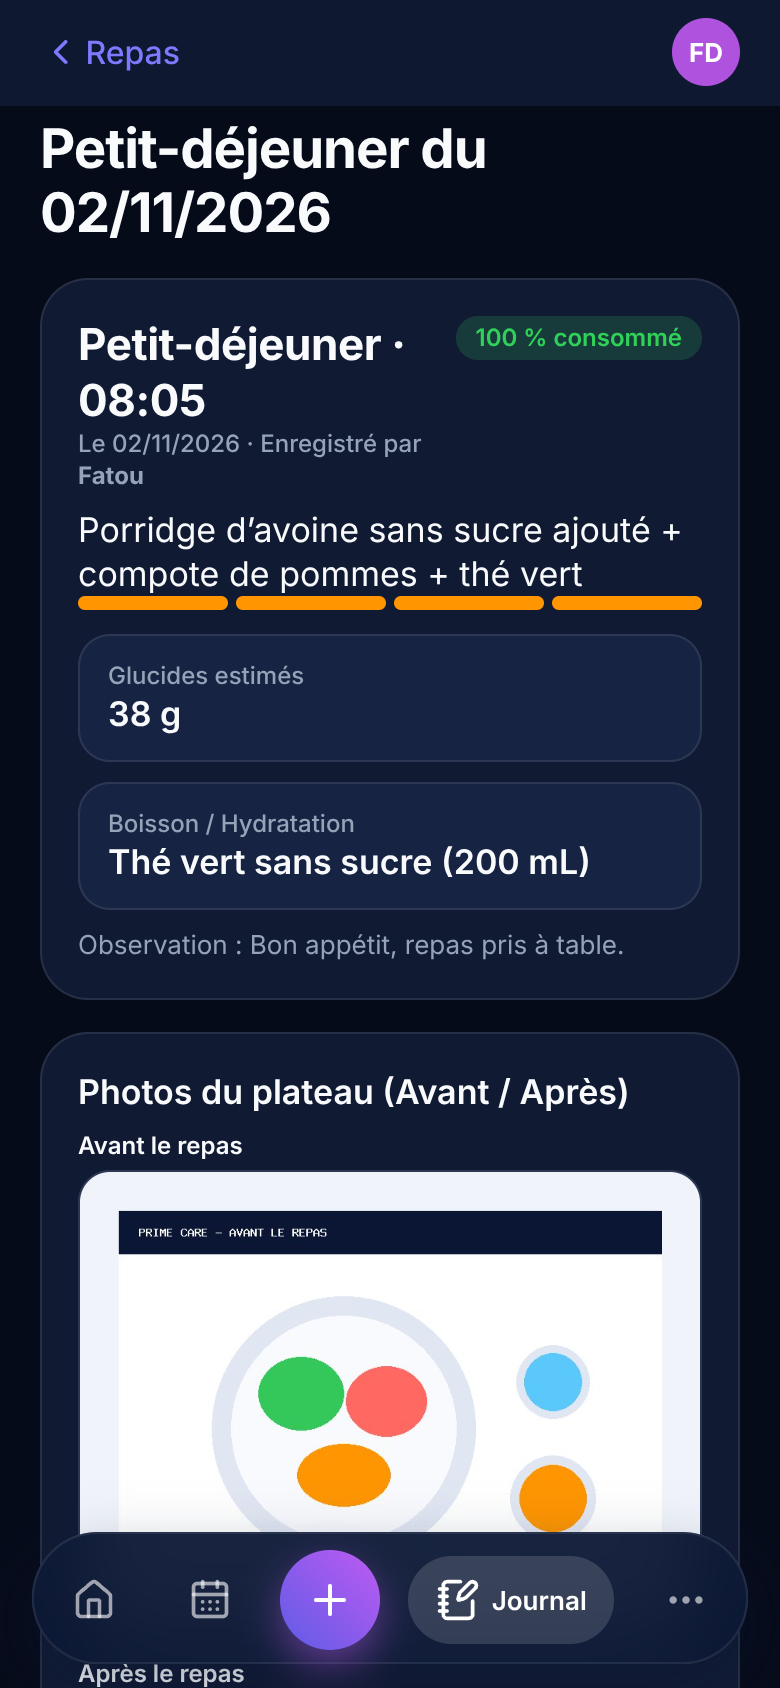 Repas
FD
Petit-déjeuner du
02/11/2026
Petit-déjeuner ·
08:05
100 % consommé
Le 02/11/2026 · Enregistré par
Fatou
Porridge d’avoine sans sucre ajouté +
compote de pommes + thé vert
Glucides estimés
38 g
Boisson / Hydratation
Thé vert sans sucre (200 mL)
Observation : Bon appétit, repas pris à table.
Photos du plateau (Avant / Après)
Avant le repas
PRIME CARE – AVANT LE REPAS
Journal
Après le repas